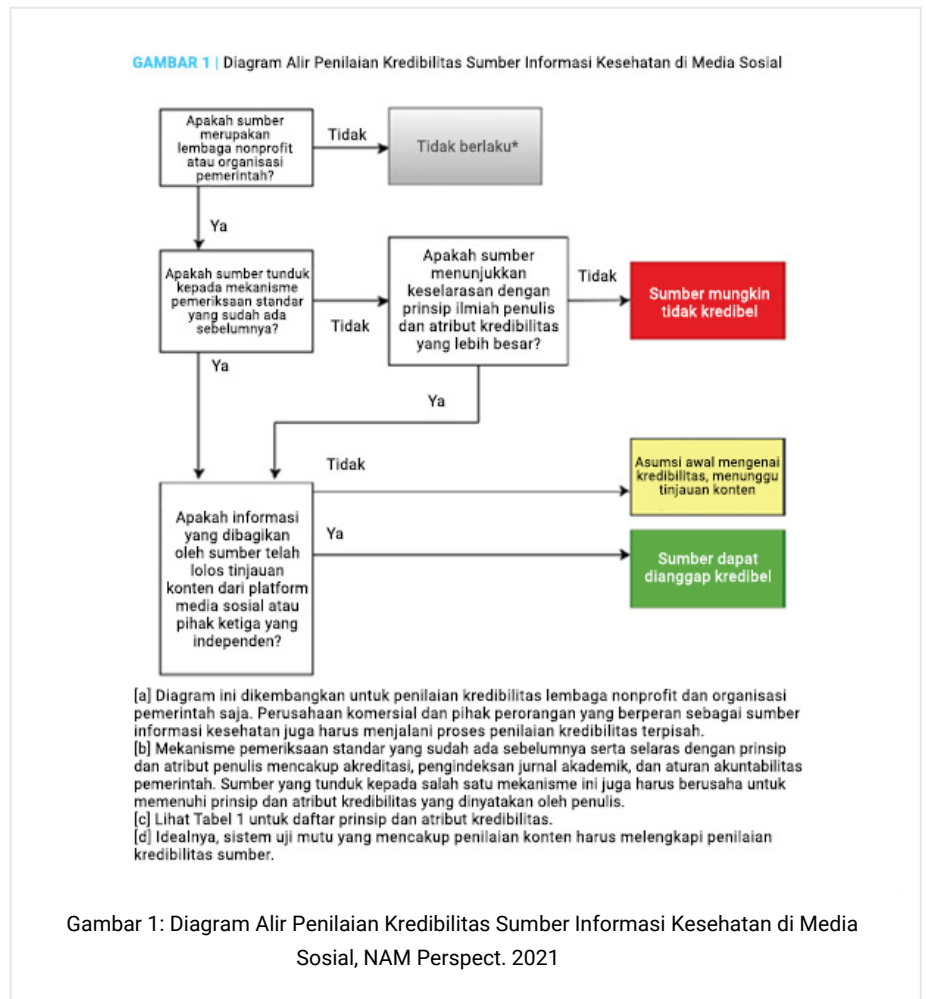 GAMBAR 1 | Diagram Alir Penilaian Kredibilitas Sumber Informasi Kesehatan di Media Sosial
Apakah sumber
merupakan
lembaga nonprofit
atau organisasi
pemerintah?
Tidak
Tidak berlaku*
Ya
Apakah sumber tunduk
kepada mekanisme
pemeriksaan standar
yang sudah ada
sebelumnya?
Tidak
Apakah sumber
menunjukkan
keselarasan dengan
prinsip ilmiah penulis
dan atribut kredibilitas
yang lebih besar?
Tidak
Sumber mungkin
tidak kredibel
Ya
Ya
Apakah informasi
yang dibagikan
oleh sumber telah
lolos tinjauan
konten dari platform
media sosial atau
pihak ketiga yang
independen?
Tidak
Asumsi awal mengenai
kredibilitas, menunggu
tinjauan konten
Ya
Sumber dapat
dianggap kredibel
[a] Diagram ini dikembangkan untuk penilaian kredibilitas lembaga nonprofit dan organisasi
pemerintah saja. Perusahaan komersial dan pihak perorangan yang berperan sebagai sumber
informasi kesehatan juga harus menjalani proses penilaian kredibilitas terpisah.
[b] Mekanisme pemeriksaan standar yang sudah ada sebelumnya serta selaras dengan prinsip
dan atribut penulis mencakup akreditasi, pengindeksan jurnal akademik, dan aturan akuntabilitas
pemerintah. Sumber yang tunduk kepada salah satu mekanisme ini juga harus berusaha untuk
memenuhi prinsip dan atribut kredibilitas yang dinyatakan oleh penulis.
[c] Lihat Tabel 1 untuk daftar prinsip dan atribut kredibilitas.
[d] Idealnya, sistem uji mutu yang mencakup penilaian konten harus melengkapi penilaian
kredibilitas sumber.
Gambar 1: Diagram Alir Penilaian Kredibilitas Sumber Informasi Kesehatan di Media
Sosial, NAM Perspect. 2021